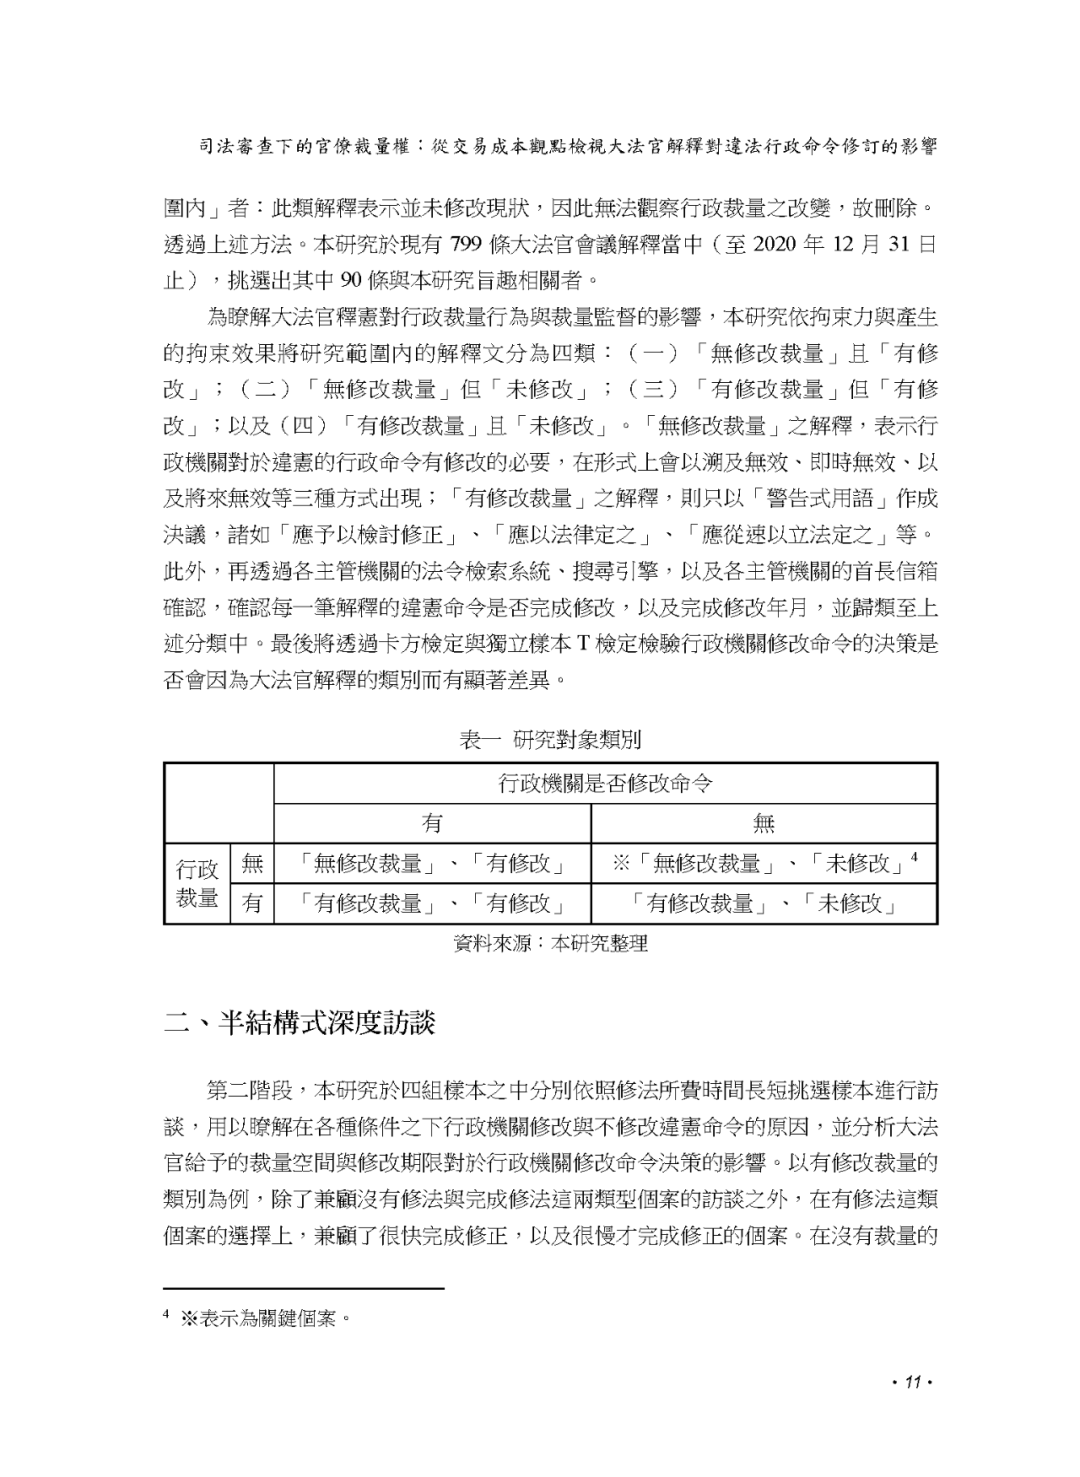 司法審查下的官僚裁量權：從交易成本觀點檢視大法官解釋對違法行政命令修訂的影響
圍內」者：此類解釋表示並未修改現狀，因此無法觀察行政裁量之改變，故刪除。
透過上述方法。本研究於現有 799 條大法官會議解釋當中（至 2020 年 12 月 31 日
止），挑選出其中 90 條與本研究旨趣相關者。
為瞭解大法官釋憲對行政裁量行為與裁量監督的影響，本研究依拘束力與產生
的拘束效果將研究範圍內的解釋文分為四類：（一）「無修改裁量」且「有修
改」；（二）「無修改裁量」但「未修改」；（三）「有修改裁量」但「有修
改」；以及（四）「有修改裁量」且「未修改」。「無修改裁量」之解釋，表示行
政機關對於違憲的行政命令有修改的必要，在形式上會以溯及無效、即時無效、以
及將來無效等三種方式出現；「有修改裁量」之解釋，則只以「警告式用語」作成
決議，諸如「應予以檢討修正」、「應以法律定之」、「應從速以立法定之」等。
此外，再透過各主管機關的法令檢索系統、搜尋引擎，以及各主管機關的首長信箱
確認，確認每一筆解釋的違憲命令是否完成修改，以及完成修改年月，並歸類至上
述分類中。最後將透過卡方檢定與獨立樣本 T 檢定檢驗行政機關修改命令的決策是
否會因為大法官解釋的類別而有顯著差異。
表一 研究對象類別
行政機關是否修改命令
有 無
行政裁量 無 「無修改裁量」、「有修改」 ※「無修改裁量」、「未修改」4
有 「有修改裁量」、「有修改」 「有修改裁量」、「未修改」
資料來源：本研究整理
二、半結構式深度訪談
第二階段，本研究於四組樣本之中分別依照修法所費時間長短挑選樣本進行訪
談，用以瞭解在各種條件之下行政機關修改與不修改違憲命令的原因，並分析大法
官給予的裁量空間與修改期限對於行政機關修改命令決策的影響。以有修改裁量的
類別為例，除了兼顧沒有修法與完成修法這兩類型個案的訪談之外，在有修法這類
個案的選擇上，兼顧了很快完成修正，以及很慢才完成修正的個案。在沒有裁量的
4 ※表示為關鍵個案。
・11・